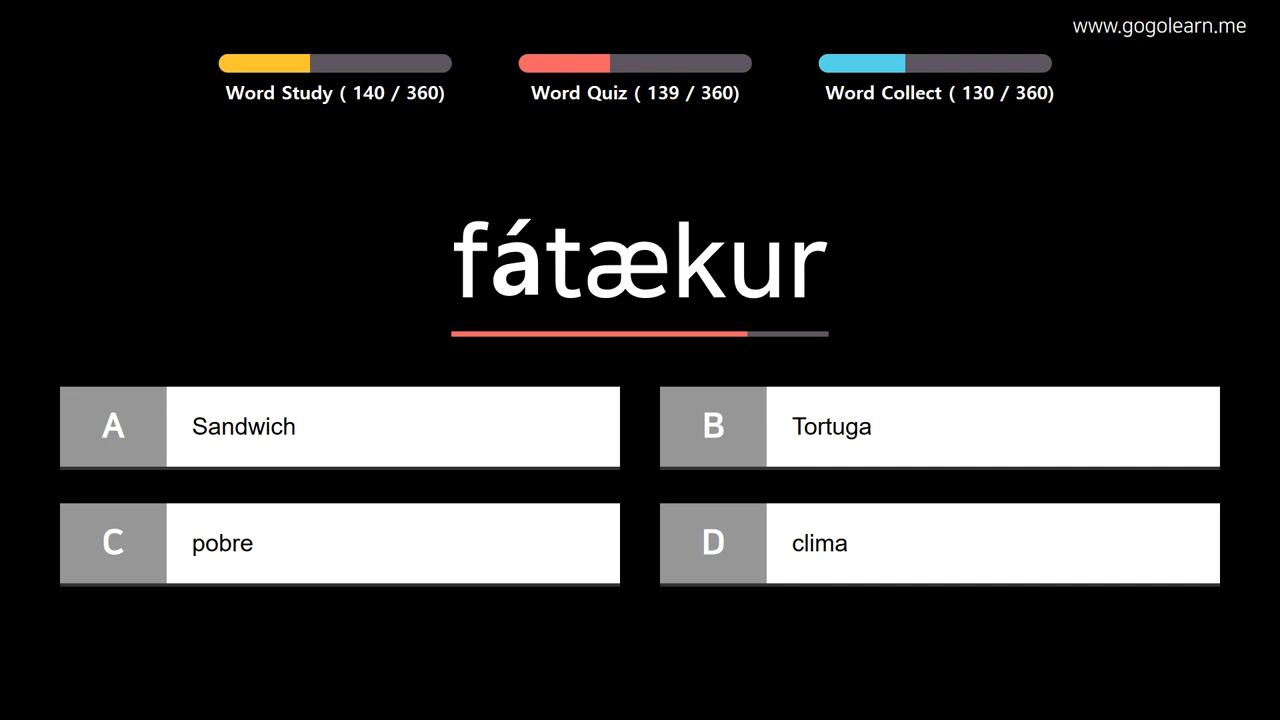 www.gogolearn.me
Word Study ( 140 / 360)
Word Quiz ( 139 / 360)
Word Collect ( 130 / 360)
fátækur
A Sandwich
B Tortuga
C pobre
D clima